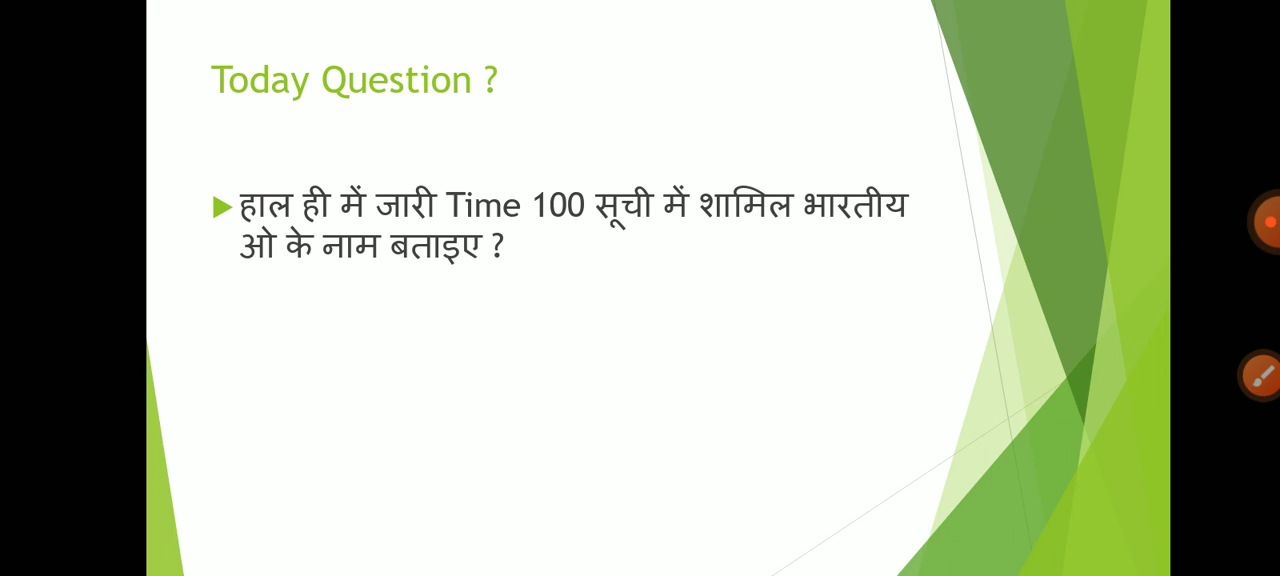 Today Question ?
हाल ही में जारी Time 100 सूची में शामिल भारतीय
ओ के नाम बताइए ?